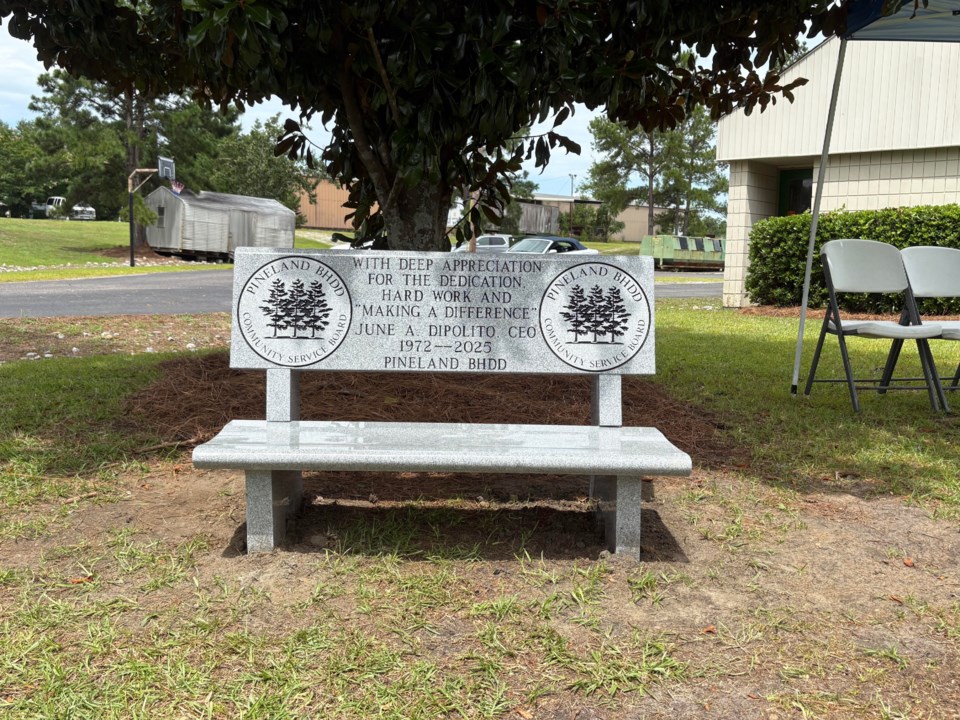 PINELAND BHDD
COMMUNITY SERVICE BOARD
WITH DEEP APPRECIATION
FOR THE DEDICATION,
HARD WORK AND
"MAKING A DIFFERENCE"
JUNE A. DIPOLITO CEO
1972—2025
PINELAND BHDD
PINELAND BHDD
COMMUNITY SERVICE BOARD